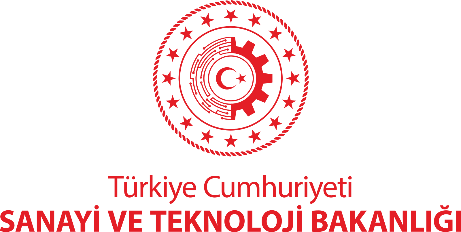 Türkiye Cumhuriyeti
SANAYİ VE TEKNOLOJİ BAKANLIĞI